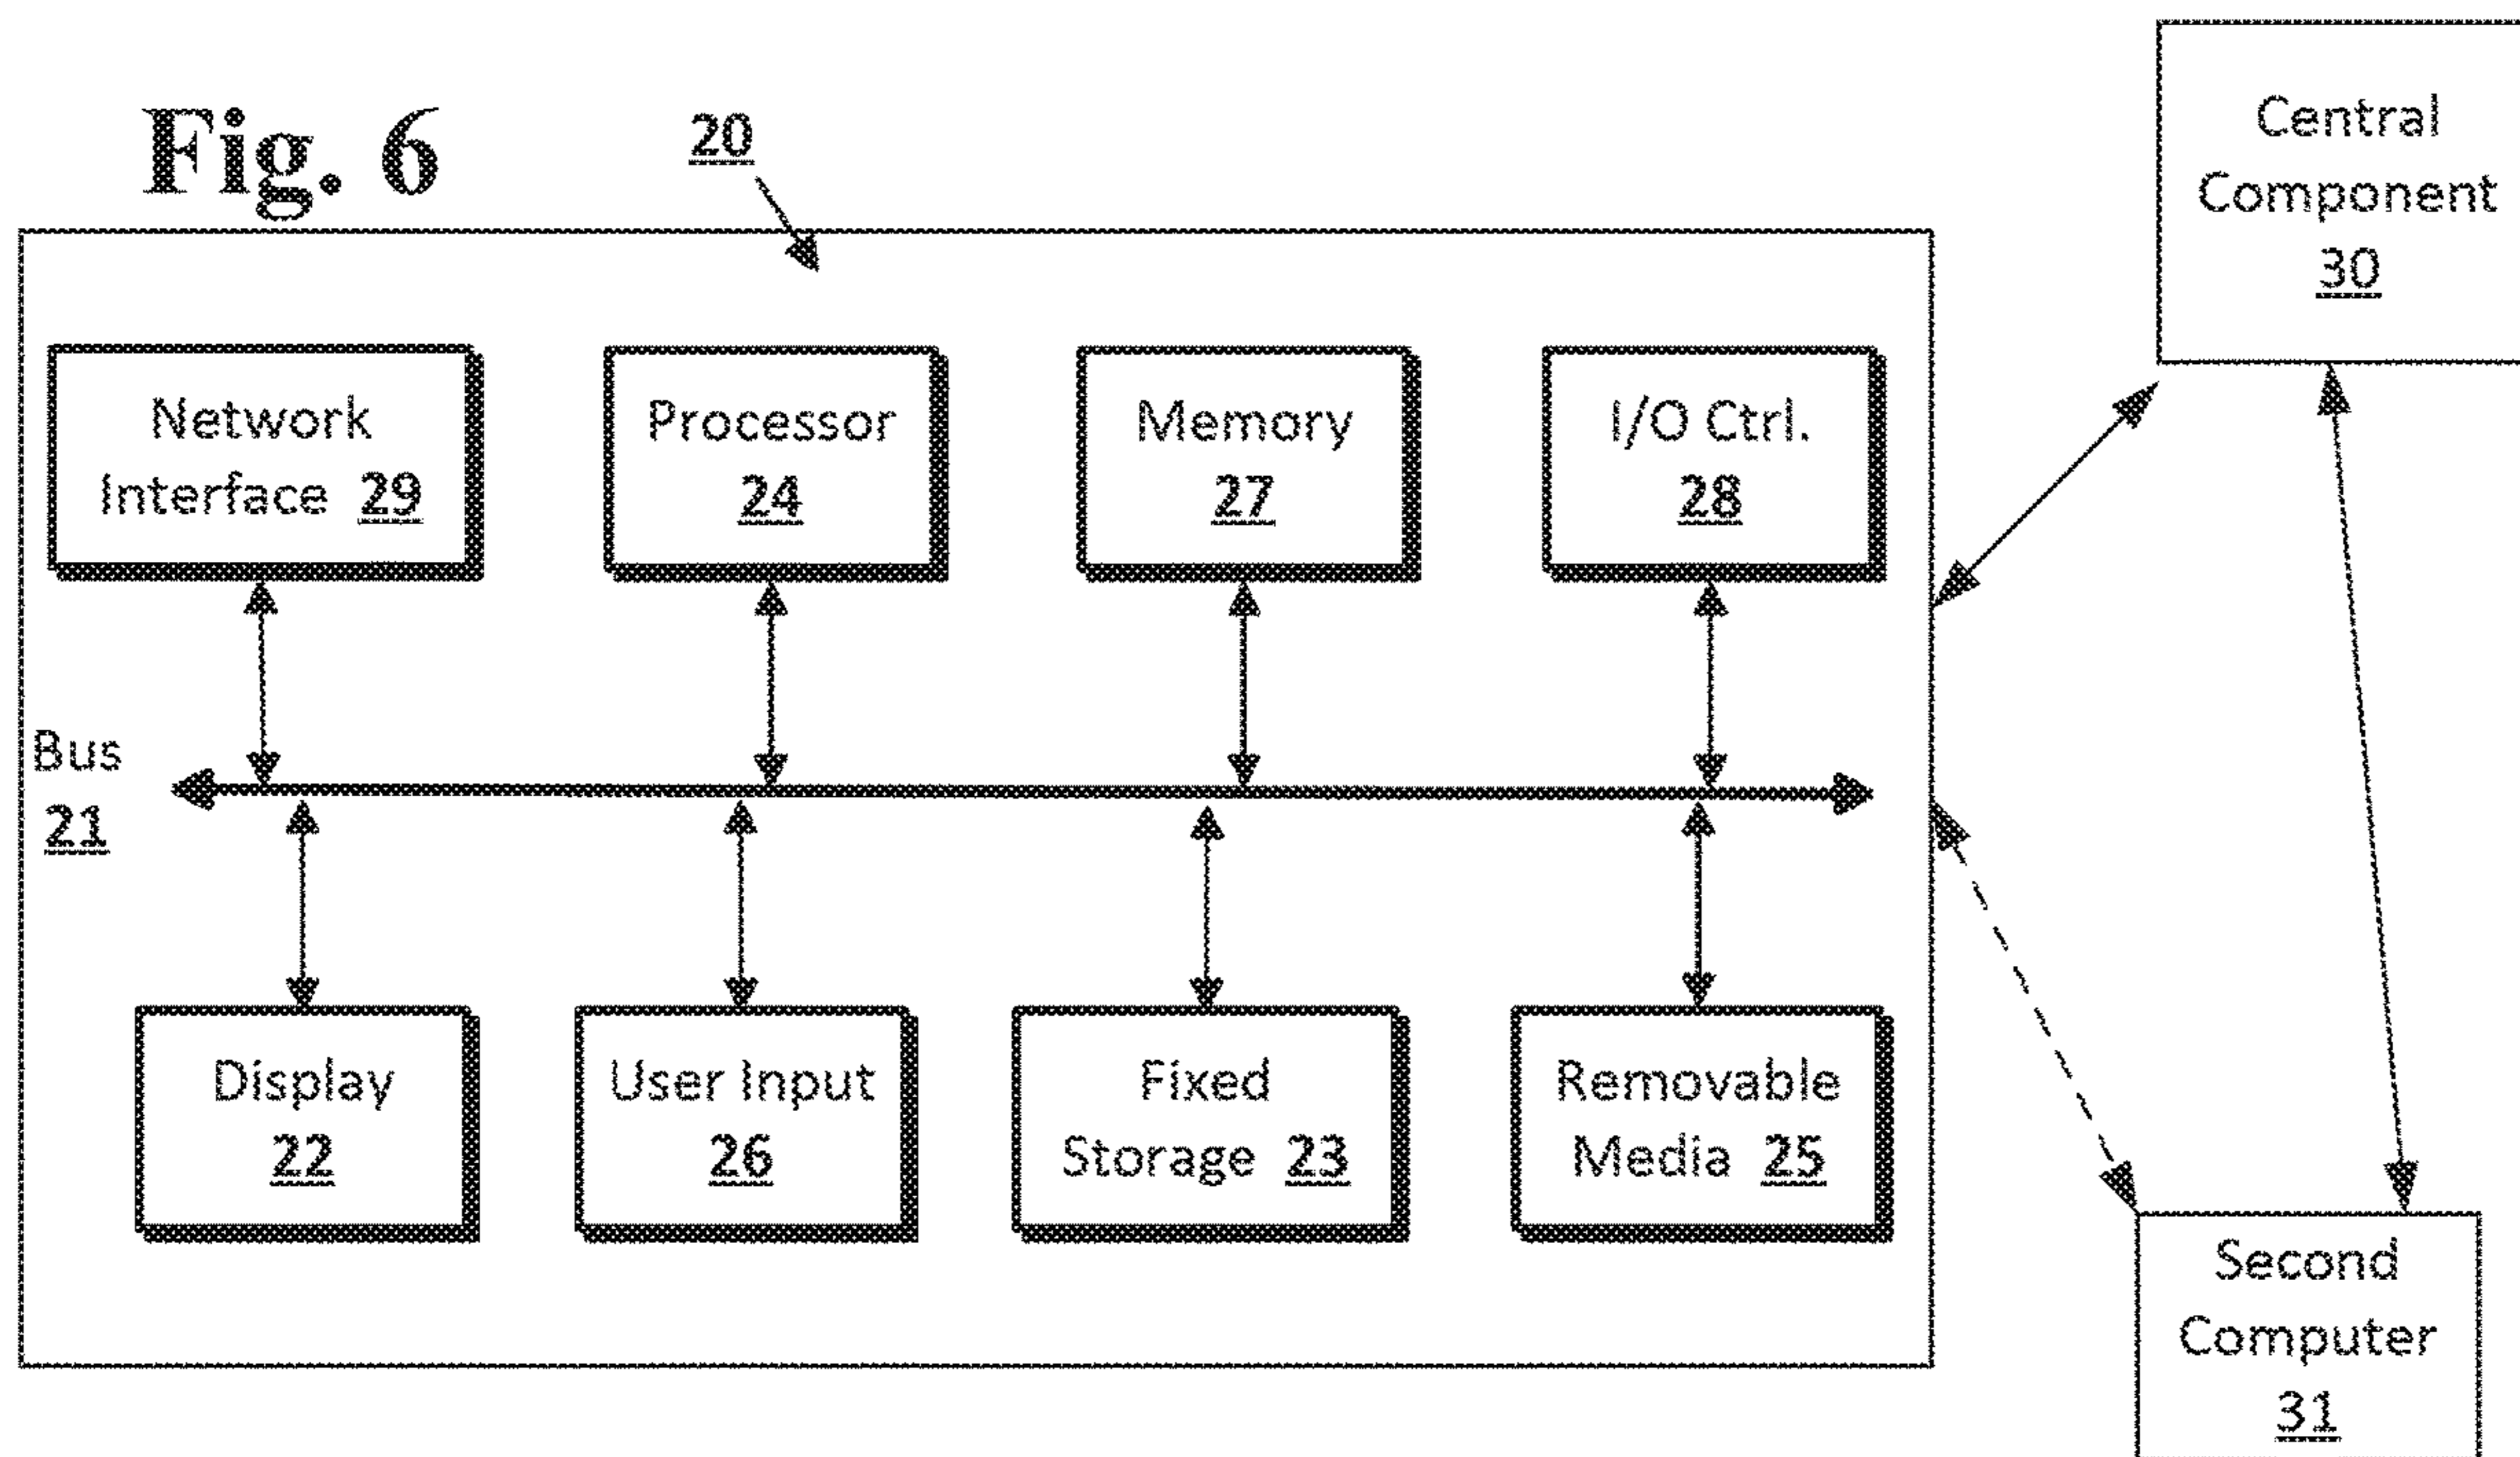 Fig. 6
20
Central
Component
30
Network
Interface 29
Processor
24
Memory
27
I/O Ctrl.
28
Bus
21
Display
22
User Input
26
Fixed
Storage 23
Removable
Media 25
Second
Computer
31